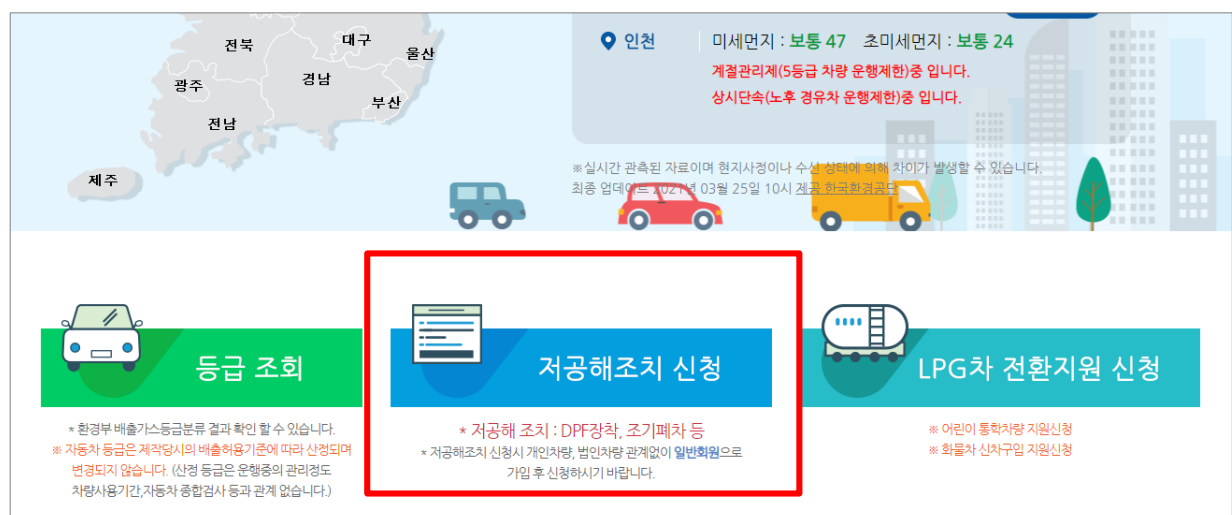 전북
대구
울산
광주
경남
부산
전남
제주
인천
미세먼지 : 보통 47 초미세먼지 : 보통 24
계절관리제(5등급 차량 운행제한)중 입니다.
상시단속(노후 경유차 운행제한)중 입니다.
※실시간 관측된 자료이며 현지사정이나 수신 상태에 의해 차이가 발생할 수 있습니다.
최종 업데이트 2021년 03월 25일 10시 제공 한국환경공단
등급 조회
* 환경부 배출가스등급분류 결과 확인 할 수 있습니다.
※ 자동차 등급은 제작당시의 배출허용기준에 따라 산정되며
변경되지 않습니다. (산정 등급은 운행중의 관리정도
차량사용기간,자동차 종합검사 등과 관계 없습니다.)
저공해조치 신청
* 저공해 조치 : DPF장착, 조기폐차 등
* 저공해조치 신청시 개인차량, 법인차량 관계없이 일반회원으로
가입 후 신청하시기 바랍니다.
LPG차 전환지원 신청
※ 어린이 통학차량 지원신청
※ 화물차 신차구입 지원신청